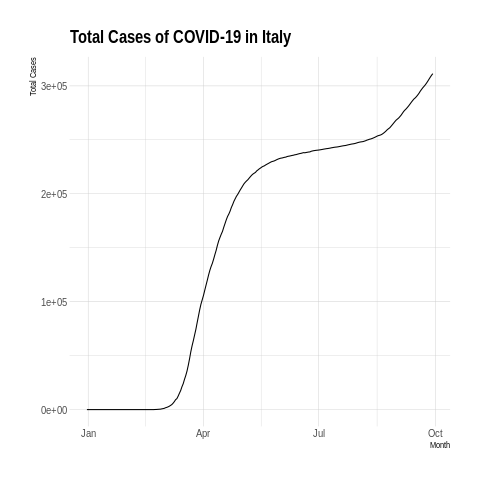 Total Cases of COVID-19 in Italy
Total Cases
3e+05
2e+05
1e+05
0e+00
Jan Apr Jul Oct
Month